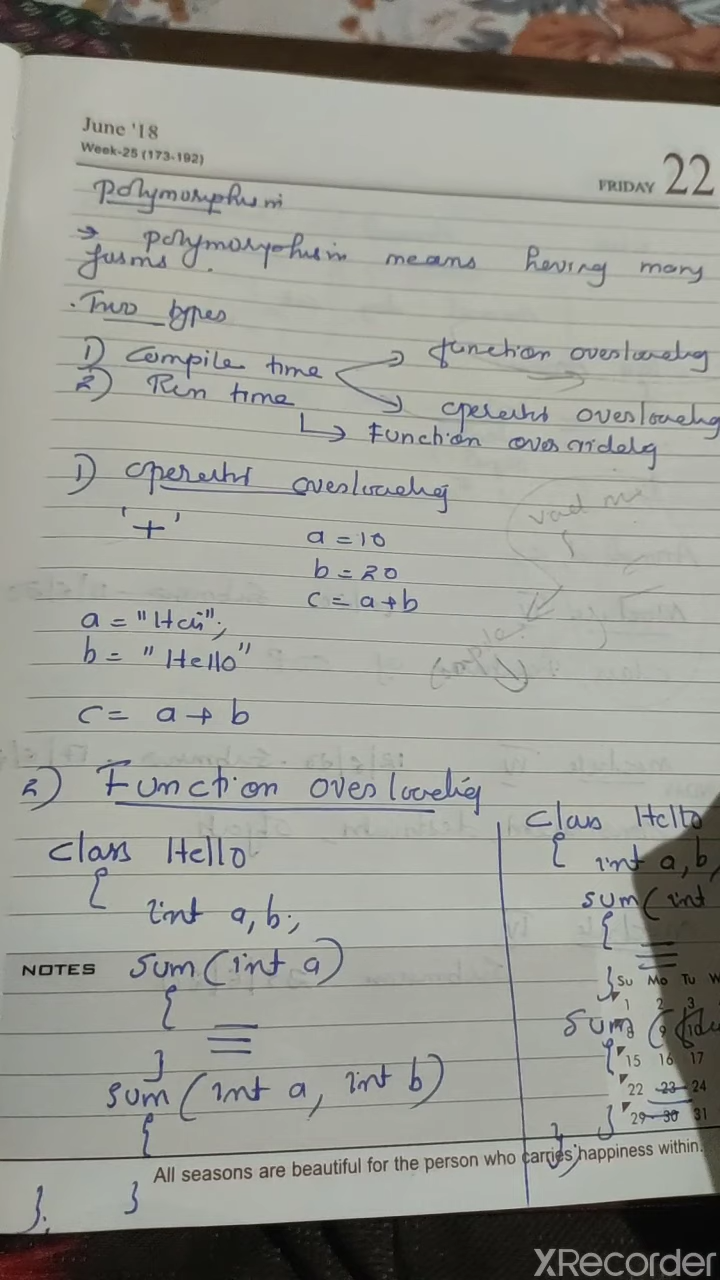 June '18
Week-25 (173-192)
FRIDAY 22
polymorphism
→ polymorphism means having many
forms.
. Two types
1) Compile time → function overloading
→ operator overloading
2) Run time
↳ Function overriding
1) operator overloading
'+'
a = 10
b = 20
c = a+b
a = "Hai";
b = "Hello"
c = a + b
2) Function overloading
class Hello
{
int a, b;
NOTES
sum (int a)
{
}
sum (int a, int b)
{
}
};
class Hello
{ int a, b,
sum (int
{
}
sum (
{
}
};
Su Mo Tu W
1 2 3
15 16 17
22 23 24
29 30 31
All seasons are beautiful for the person who carries happiness within.
XRecorder